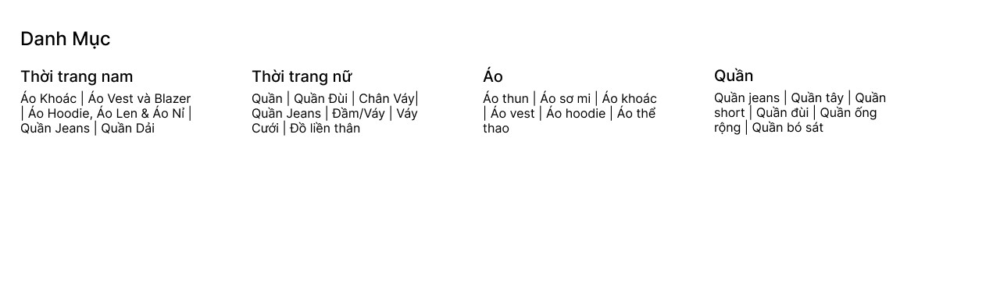 Danh Mục
Thời trang nam
Áo Khoác | Áo Vest và Blazer
| Áo Hoodie, Áo Len & Áo Nỉ |
Quần Jeans | Quần Dải
Thời trang nữ
Quần | Quần Đùi | Chân Váy|
Quần Jeans | Đầm/Váy | Váy
Cưới | Đồ liền thân
Áo
Áo thun | Áo sơ mi | Áo khoác
| Áo vest | Áo hoodie | Áo thể
thao
Quần
Quần jeans | Quần tây | Quần
short | Quần đùi | Quần ống
rộng | Quần bó sát